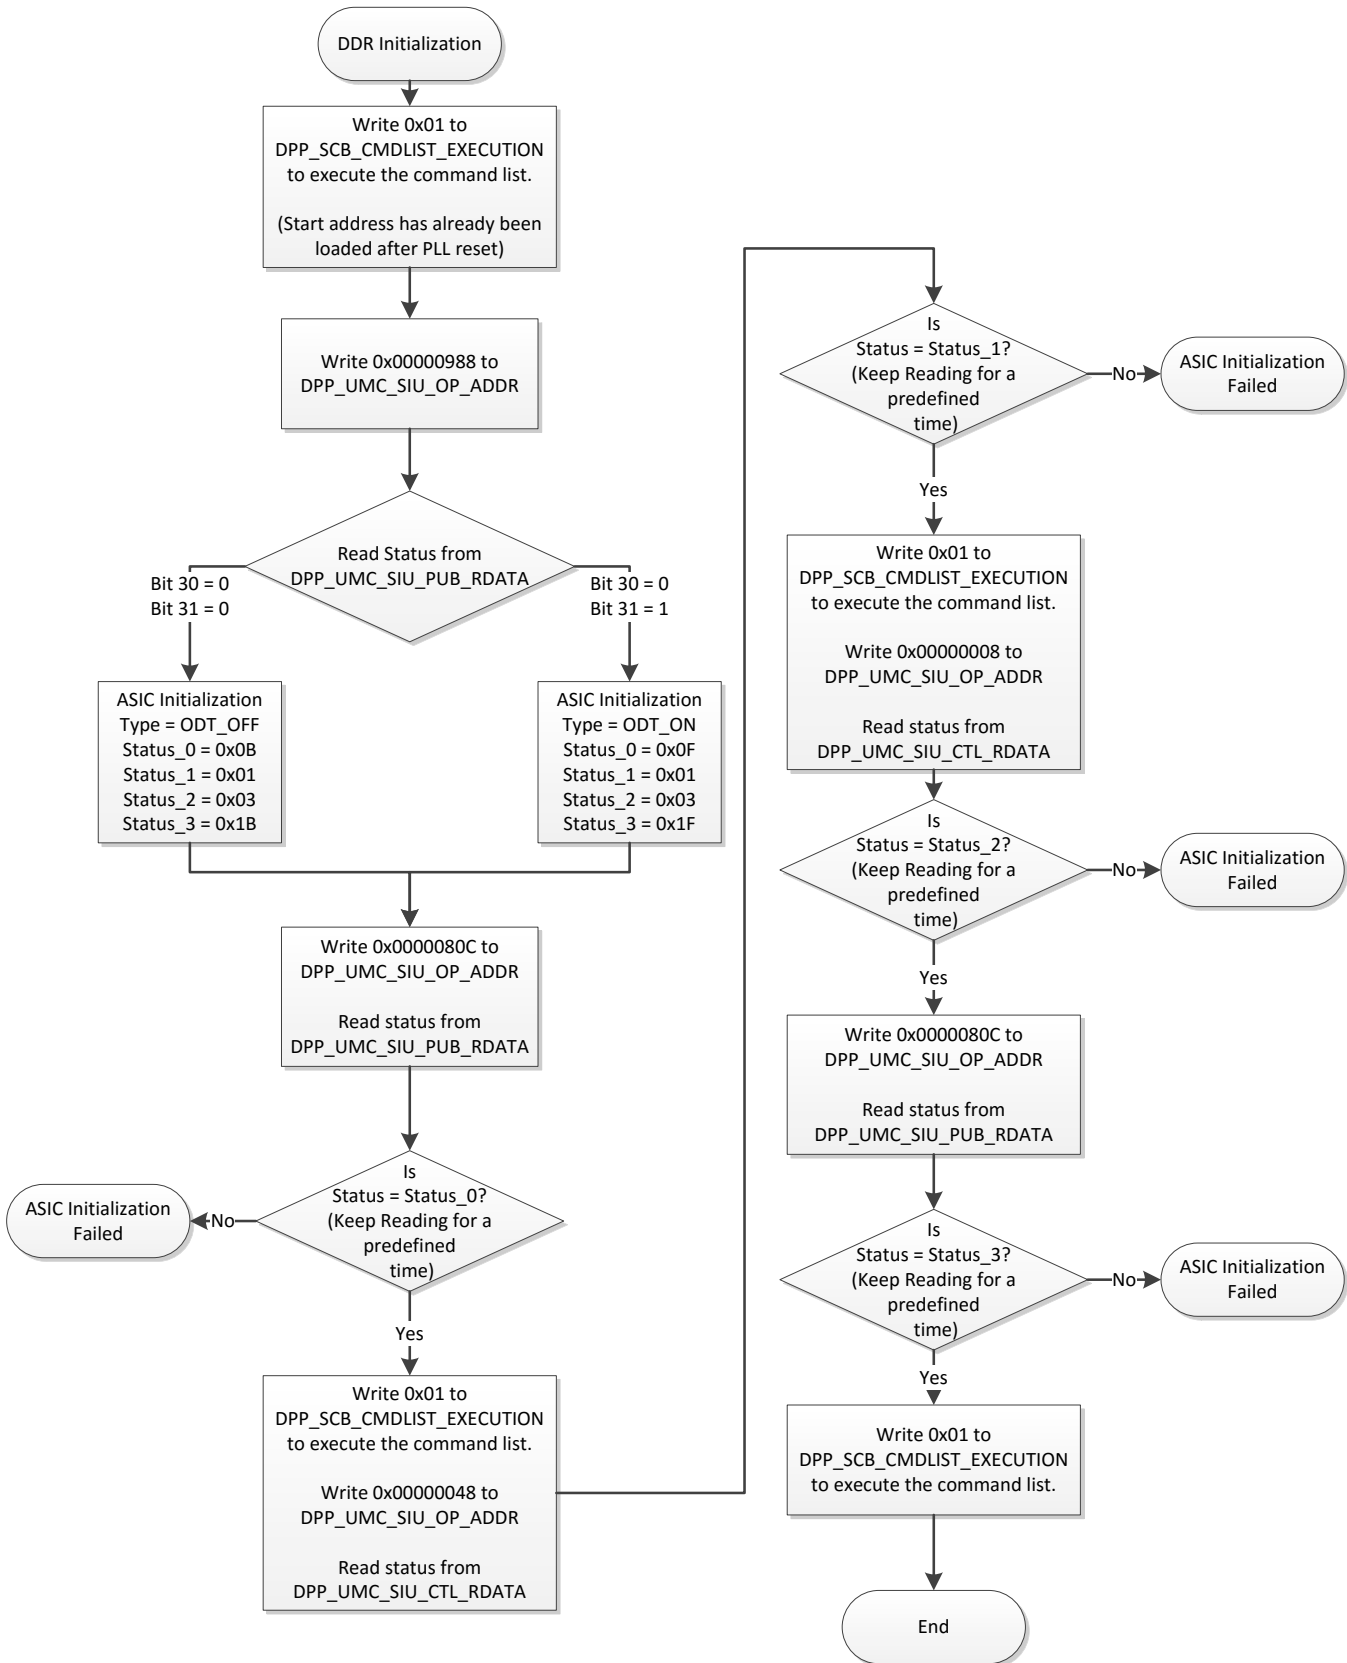 DDR Initialization
Write 0x01 to
DPP_SCB_CMDLIST_EXECUTION
to execute the command list.
(Start address has already been
loaded after PLL reset)
Write 0x00000988 to
DPP_UMC_SIU_OP_ADDR
Read Status from
DPP_UMC_SIU_PUB_RDATA
Bit 30 = 0
Bit 31 = 0
Bit 30 = 0
Bit 31 = 1
ASIC Initialization
Type = ODT_OFF
Status_0 = 0x0B
Status_1 = 0x01
Status_2 = 0x03
Status_3 = 0x1B
ASIC Initialization
Type = ODT_ON
Status_0 = 0x0F
Status_1 = 0x01
Status_2 = 0x03
Status_3 = 0x1F
Write 0x0000080C to
DPP_UMC_SIU_OP_ADDR
Read status from
DPP_UMC_SIU_PUB_RDATA
Is
Status = Status_0?
(Keep Reading for a
predefined
time)
No
ASIC Initialization
Failed
Yes
Write 0x01 to
DPP_SCB_CMDLIST_EXECUTION
to execute the command list.
Write 0x00000048 to
DPP_UMC_SIU_OP_ADDR
Read status from
DPP_UMC_SIU_CTL_RDATA
Is
Status = Status_1?
(Keep Reading for a
predefined
time)
No
ASIC Initialization
Failed
Yes
Write 0x01 to
DPP_SCB_CMDLIST_EXECUTION
to execute the command list.
Write 0x00000008 to
DPP_UMC_SIU_OP_ADDR
Read status from
DPP_UMC_SIU_CTL_RDATA
Is
Status = Status_2?
(Keep Reading for a
predefined
time)
No
ASIC Initialization
Failed
Yes
Write 0x0000080C to
DPP_UMC_SIU_OP_ADDR
Read status from
DPP_UMC_SIU_PUB_RDATA
Is
Status = Status_3?
(Keep Reading for a
predefined
time)
No
ASIC Initialization
Failed
Yes
Write 0x01 to
DPP_SCB_CMDLIST_EXECUTION
to execute the command list.
End